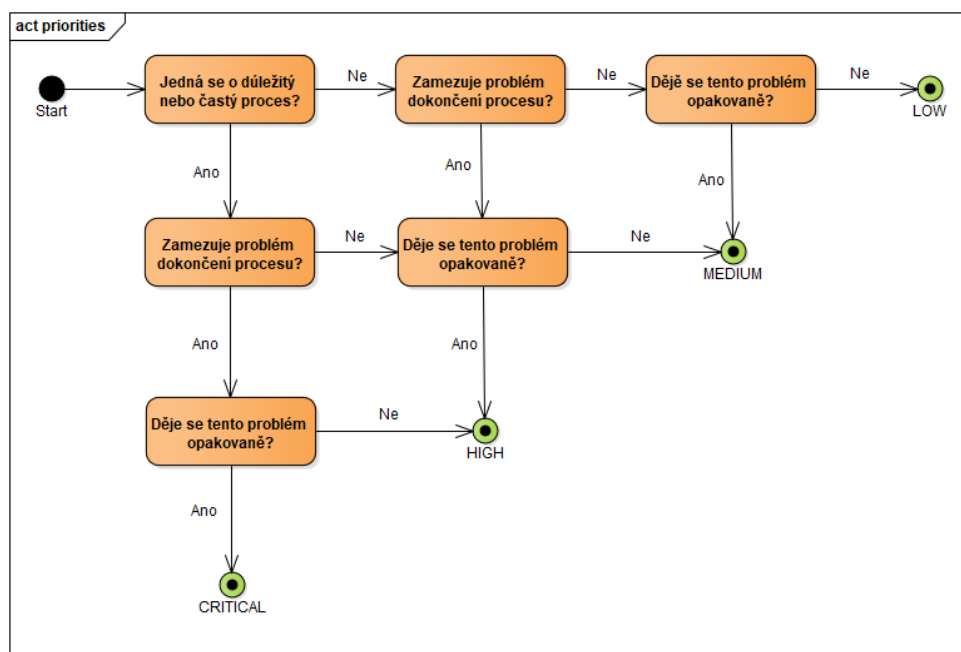 act priorities
Jedná se o dúležitý
nebo častý proces?
Ne
Zamezuje problém
dokončení procesu?
Ne
Dějě se tento problém
opakovaně?
Ne
Start
LOW
Ano
Ano
Ano
Zamezuje problém
dokončení procesu?
Ne
Děje se tento problém
opakovaně?
Ne
MEDIUM
Ano
Ano
Děje se tento problém
opakovaně?
Ne
HIGH
Ano
CRITICAL